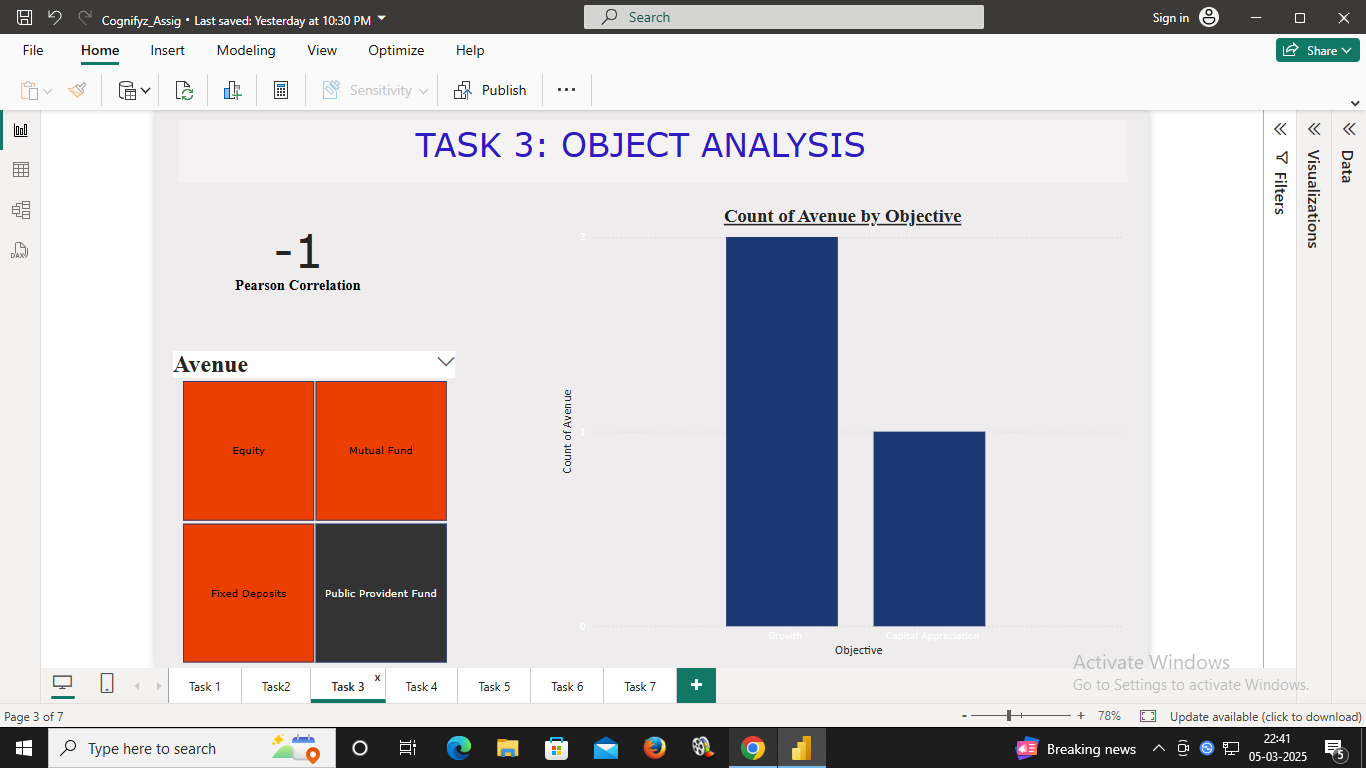 Cognifyz_Assig • Last saved: Yesterday at 10:30 PM
Search
Sign in
File Home Insert Modeling View Optimize Help
Share
Sensitivity
Publish
TASK 3: OBJECT ANALYSIS
-1
Pearson Correlation
Avenue
Equity
Mutual Fund
Fixed Deposits
Public Provident Fund
Count of Avenue by Objective
2
1
0
Count of Avenue
Growth
Capital Appreciation
Objective
Filters
Visualizations
Data
DAX
Activate Windows
Go to Settings to activate Windows.
Task 1
Task2
Task 3
x
Task 4
Task 5
Task 6
Task 7
+
Page 3 of 7
- + 78%
Update available (click to download)
Type here to search
Breaking news
22:41
05-03-2025
5